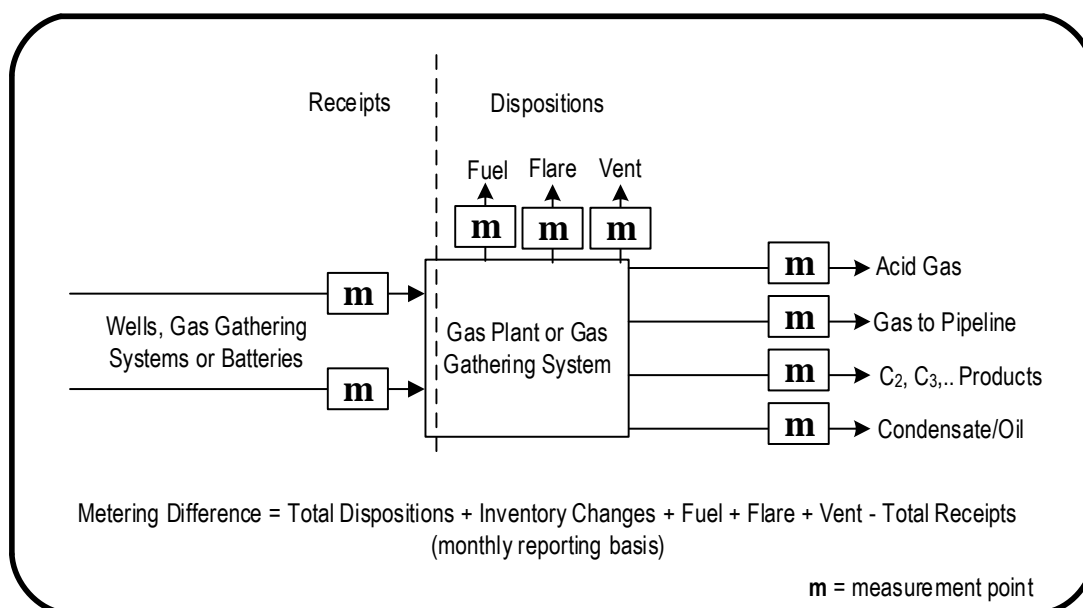 Receipts
Dispositions
Fuel
Flare
Vent
m
m
m
m
Acid Gas
m
Wells, Gas Gathering
Systems or Batteries
Gas Plant or Gas
Gathering System
m
Gas to Pipeline
m
m
C₂, C₃,.. Products
m
Condensate/Oil
Metering Difference = Total Dispositions + Inventory Changes + Fuel + Flare + Vent - Total Receipts
(monthly reporting basis)
m = measurement point